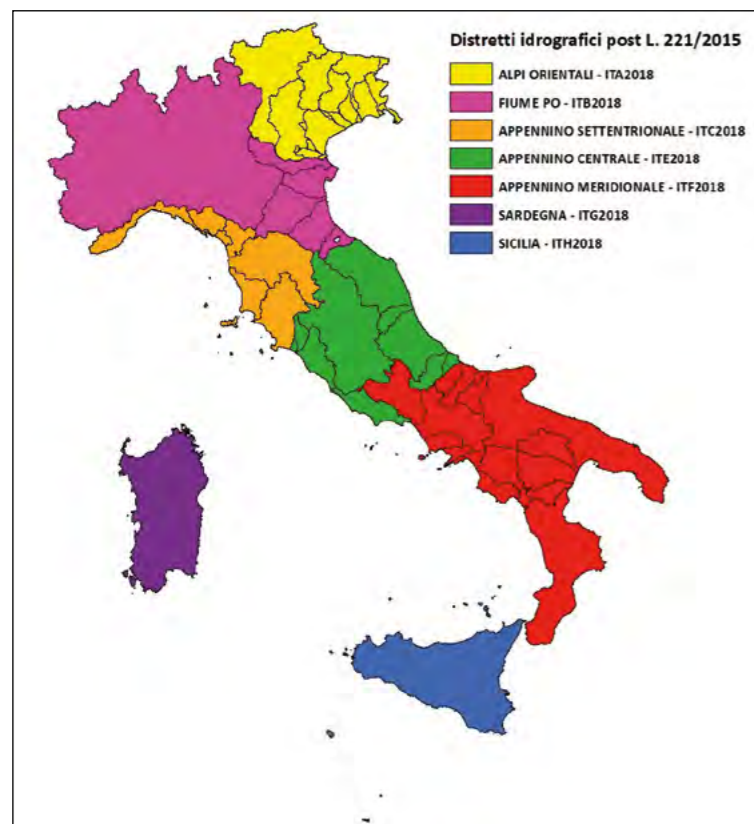 Distretti idrografici post L. 221/2015
ALPI ORIENTALI - ITA2018
FIUME PO - ITB2018
APPENNINO SETTENTRIONALE - ITC2018
APPENNINO CENTRALE - ITE2018
APPENNINO MERIDIONALE - ITF2018
SARDEGNA - ITG2018
SICILIA - ITH2018